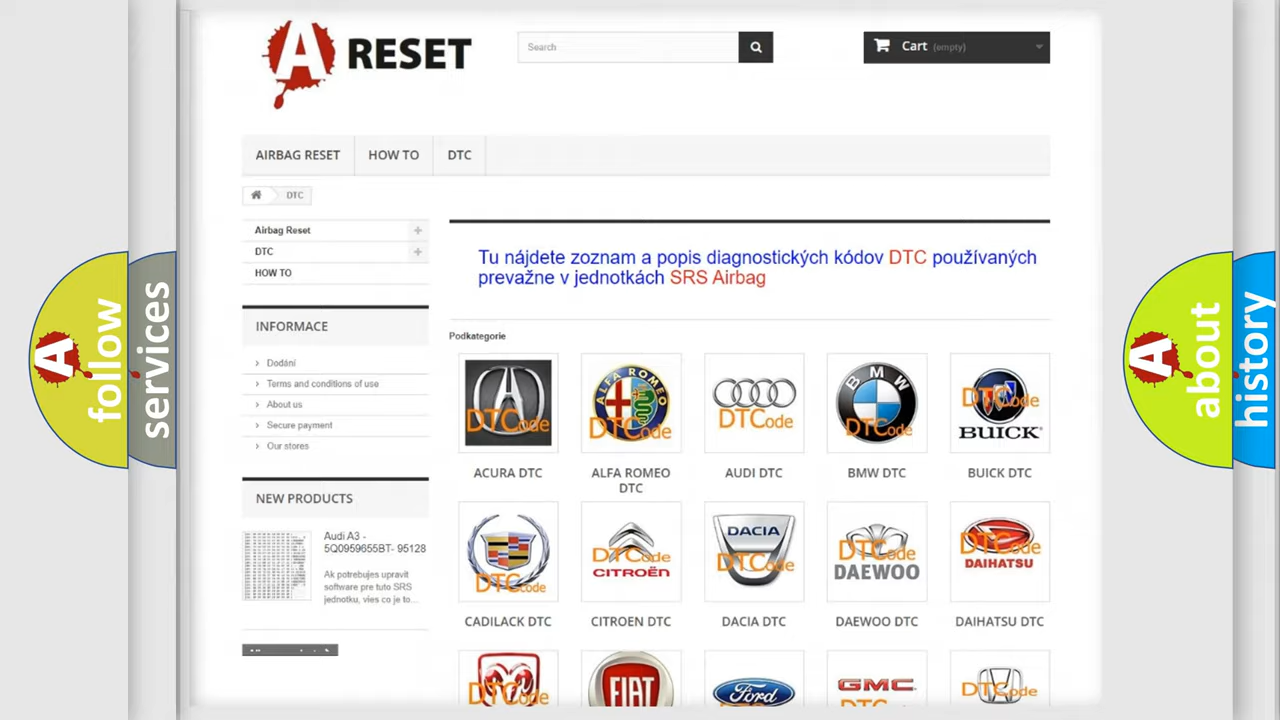 A RESET
Search
Cart (empty)
AIRBAG RESET
HOW TO
DTC
DTC
Airbag Reset
DTC
HOW TO
INFORMACE
Dodání
Terms and conditions of use
About us
Secure payment
Our stores
NEW PRODUCTS
Audi A3 -
5Q0959655BT- 95128
Ak potrebujes upravit
software pre tuto SRS
jednotku, vies co je to...
Tu nájdete zoznam a popis diagnostických kódov DTC používaných
prevažne v jednotkách SRS Airbag
Podkategorie
DTCode
ALFA ROMEO
DTCode
DTCode
BMW
DTCode
DTCode
BUICK
ACURA DTC
ALFA ROMEO
DTC
AUDI DTC
BMW DTC
BUICK DTC
DTCode
DTCode
CITROËN
DACIA
DTCode
DTCode
DAEWOO
DTCode
DAIHATSU
CADILACK DTC
CITROEN DTC
DACIA DTC
DAEWOO DTC
DAIHATSU DTC
DTCode
FIAT
Ford
GMC
DTCode
A follow
services
A about
history